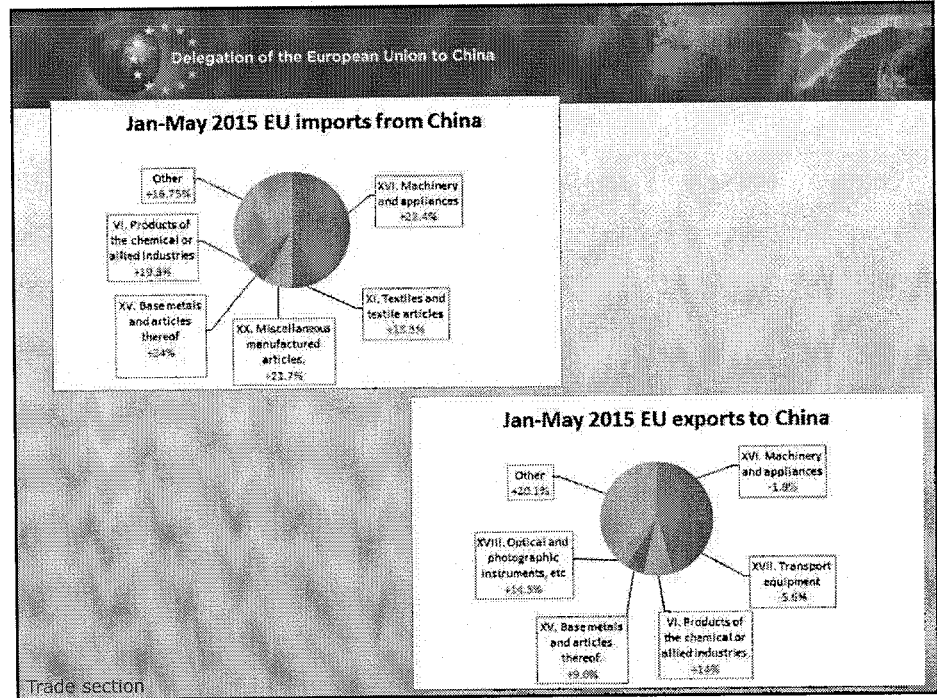 Delegation of the European Union to China
Jan-May 2015 EU imports from China
Other
+16.75%
XVI. Machinery
and appliances
+22.4%
VI. Products of
the chemical or
allied industries
+19.8%
XI. Textiles and
textile articles
XV. Base metals
and articles
thereof
+24%
XX. Miscellaneous
manufactured
articles.
+21.7%
Jan-May 2015 EU exports to China
Other
+20.1%
XVI. Machinery
and appliances
-1.8%
XVIII. Optical and
photographic
instruments, etc
+14.5%
XVII. Transport
equipment
-5.6%
XV. Base metals
and articles
thereof.
+9.0%
VI. Products of
the chemical or
allied industries
+14%
Trade section